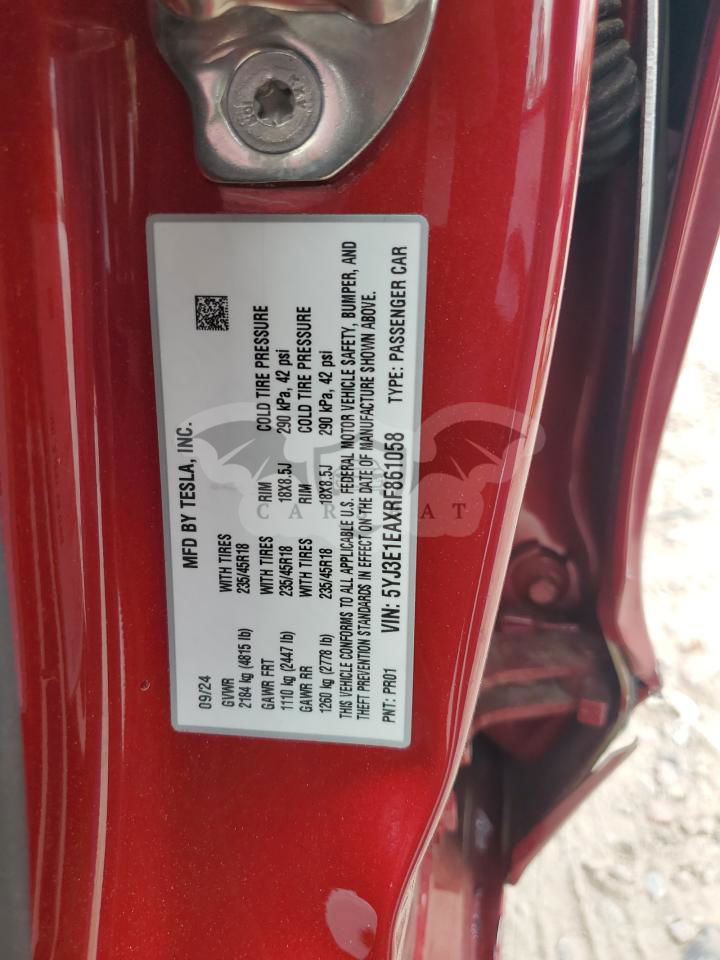 MFD BY TESLA, INC.
09/24
GVWR WITH TIRES RIM COLD TIRE PRESSURE
2184 kg (4815 lb) 235/45R18 18X8.5J 290 kPa, 42 psi
GAWR FRT WITH TIRES RIM COLD TIRE PRESSURE
1110 kg (2447 lb) 235/45R18 18X8.5J 290 kPa, 42 psi
GAWR RR WITH TIRES RIM COLD TIRE PRESSURE
1260 kg (2778 lb) 235/45R18 18X8.5J 290 kPa, 42 psi
THIS VEHICLE CONFORMS TO ALL APPLICABLE U.S. FEDERAL MOTOR VEHICLE SAFETY, BUMPER, AND
THEFT PREVENTION STANDARDS IN EFFECT ON THE DATE OF MANUFACTURE SHOWN ABOVE.
PNT: PR01 VIN: 5YJ3E1EAXRF861058 TYPE: PASSENGER CAR